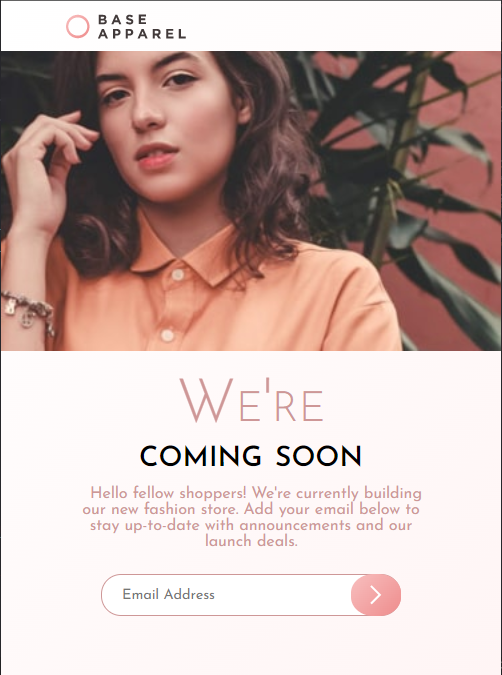 BASE
APPAREL
We're
COMING SOON
Hello fellow shoppers! We're currently building
our new fashion store. Add your email below to
stay up-to-date with announcements and our
launch deals.
Email Address